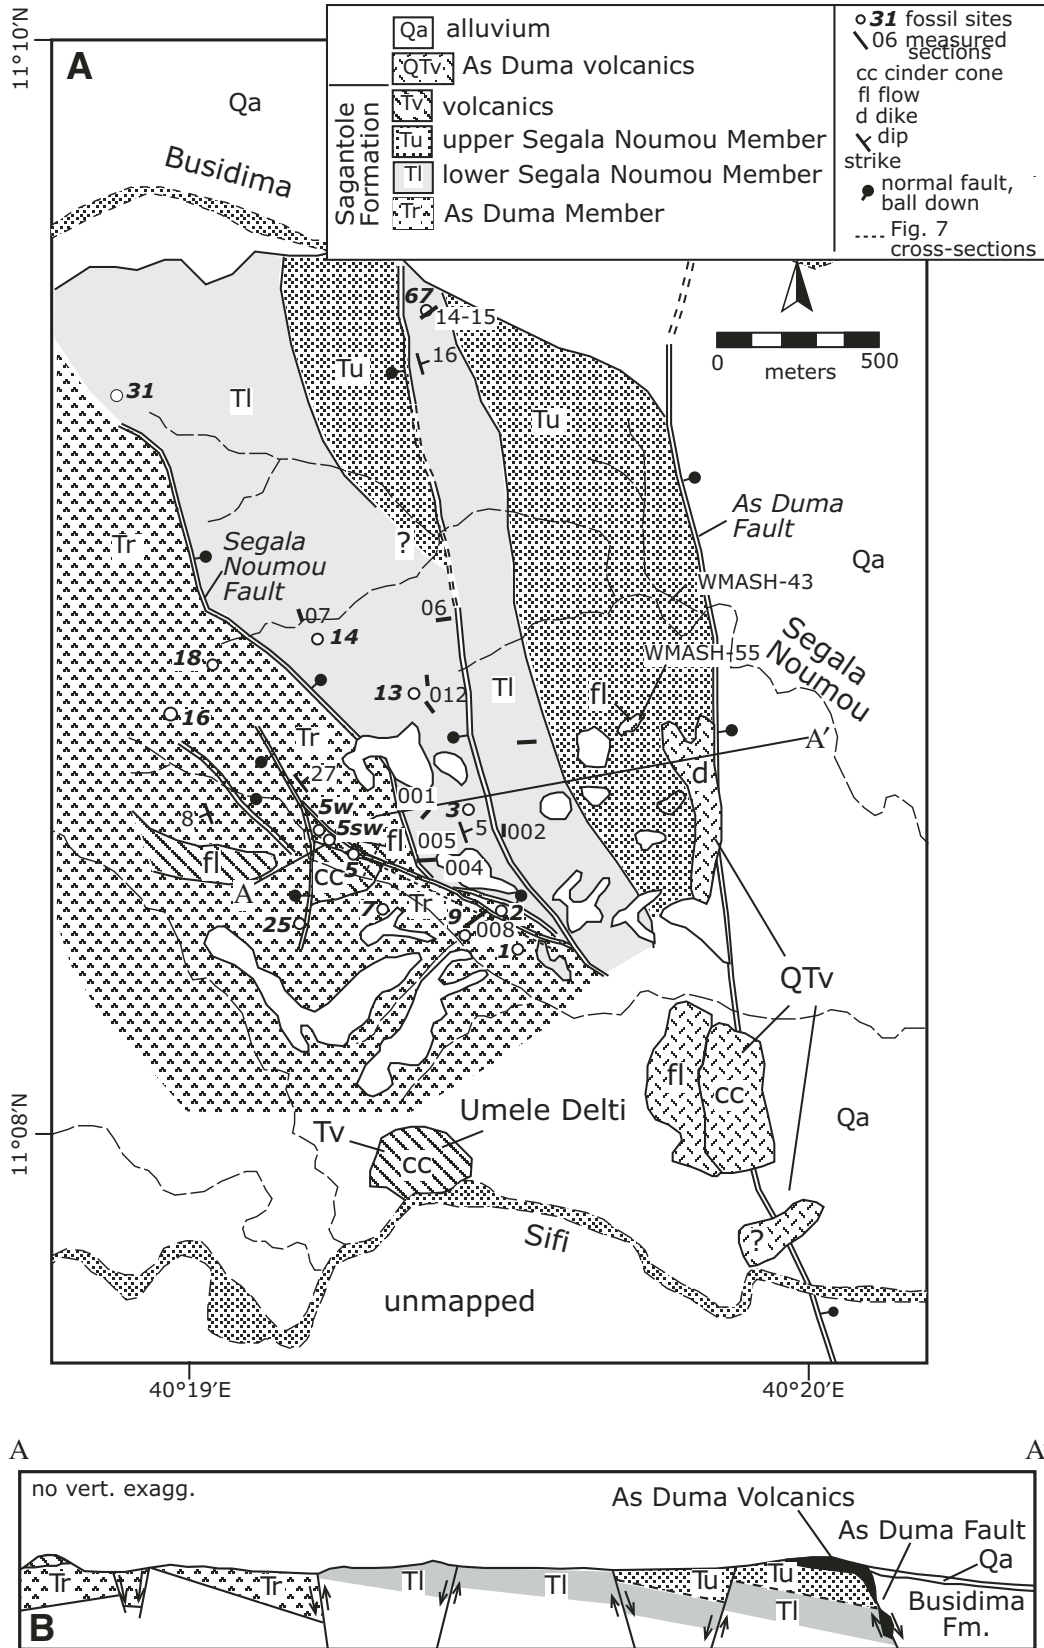 A
11°10′N
11°08′N
40°19′E
40°20′E
Qa alluvium
QTv As Duma volcanics
Sagantole Formation
Tv volcanics
Tu upper Segala Noumou Member
Tl lower Segala Noumou Member
Tr As Duma Member
31 fossil sites
06 measured
sections
cc cinder cone
fl flow
d dike
dip
strike
normal fault,
ball down
Fig. 7
cross-sections
Qa
Busidima
67
14-15
16
0 500
meters
Tu
Tl
31
Tu
As Duma
Fault
Tr
?
Segala
Noumou
Fault
Qa
WMASH-43
07
14
06
Segala
Noumou
WMASH-55
18
13
012
Tl
fl
16
A′
Tr
27
d
001
5w
3
8
5sw
fl
5
002
005
fl
cc
5
004
A
7
Tr
9
2
25
008
1
QTv
fl
cc
Umele Delti
Qa
Tv
cc
Sifi
?
unmapped
A A
no vert. exagg.
As Duma Volcanics
As Duma Fault
Qa
Tr
Tr
Tl
Tl
Tu
Tu
Tl
Busidima
Fm.
B